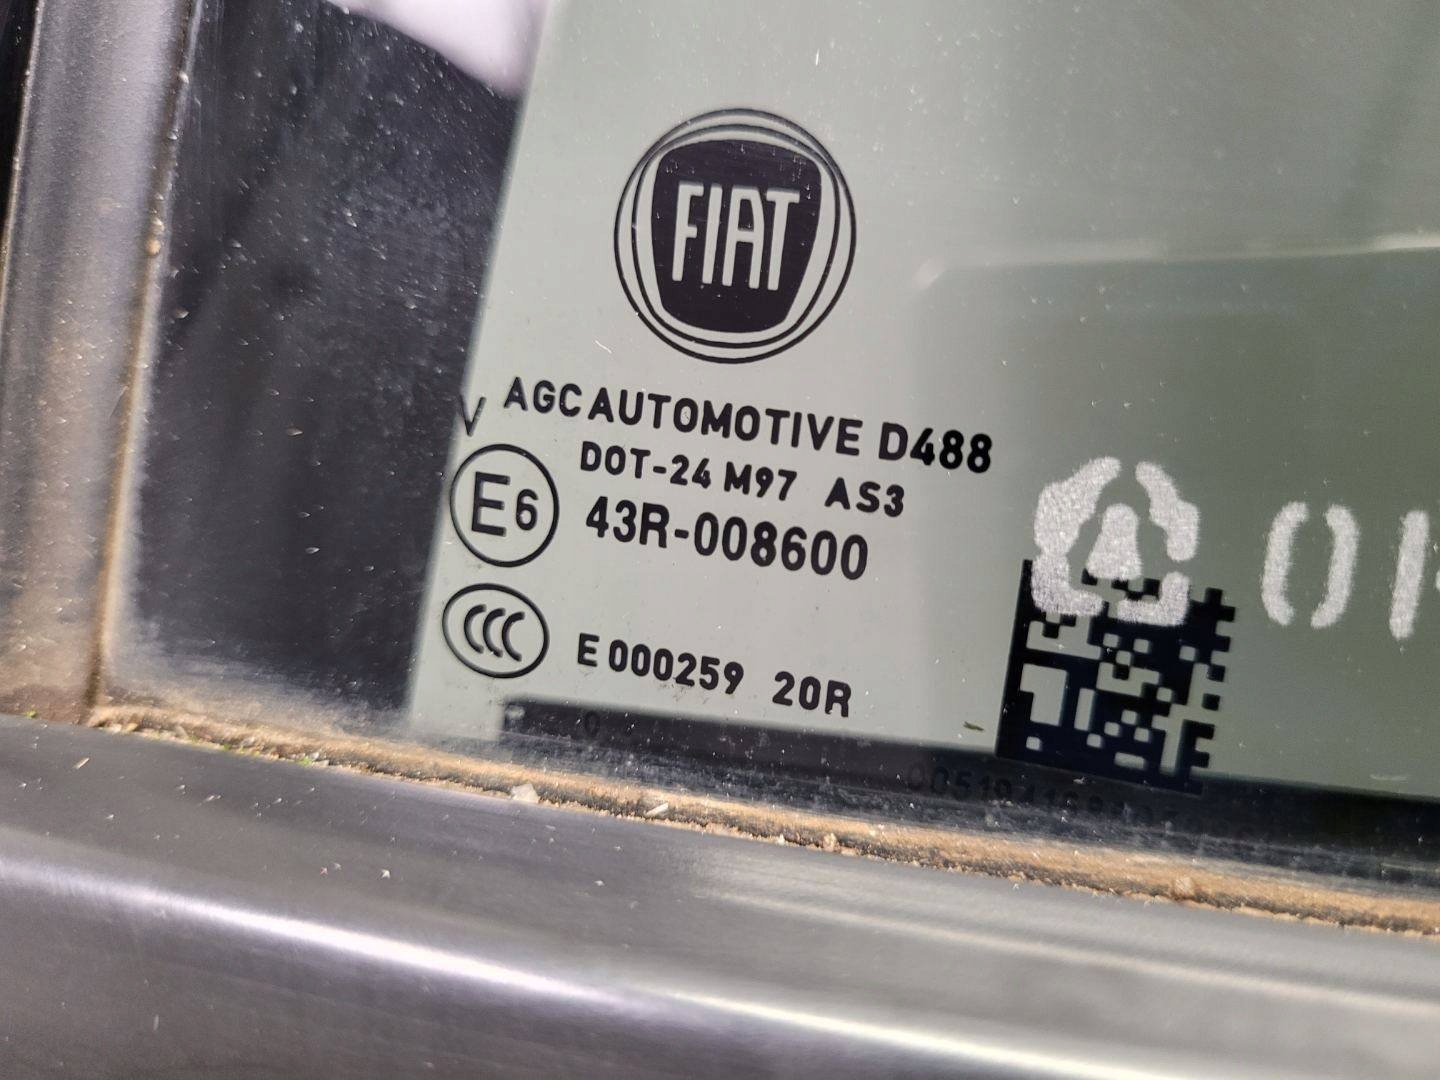 FIAT
V AGC AUTOMOTIVE D488
DOT-24 M97 AS3
E6 43R-008600
CCC E 000259 20R